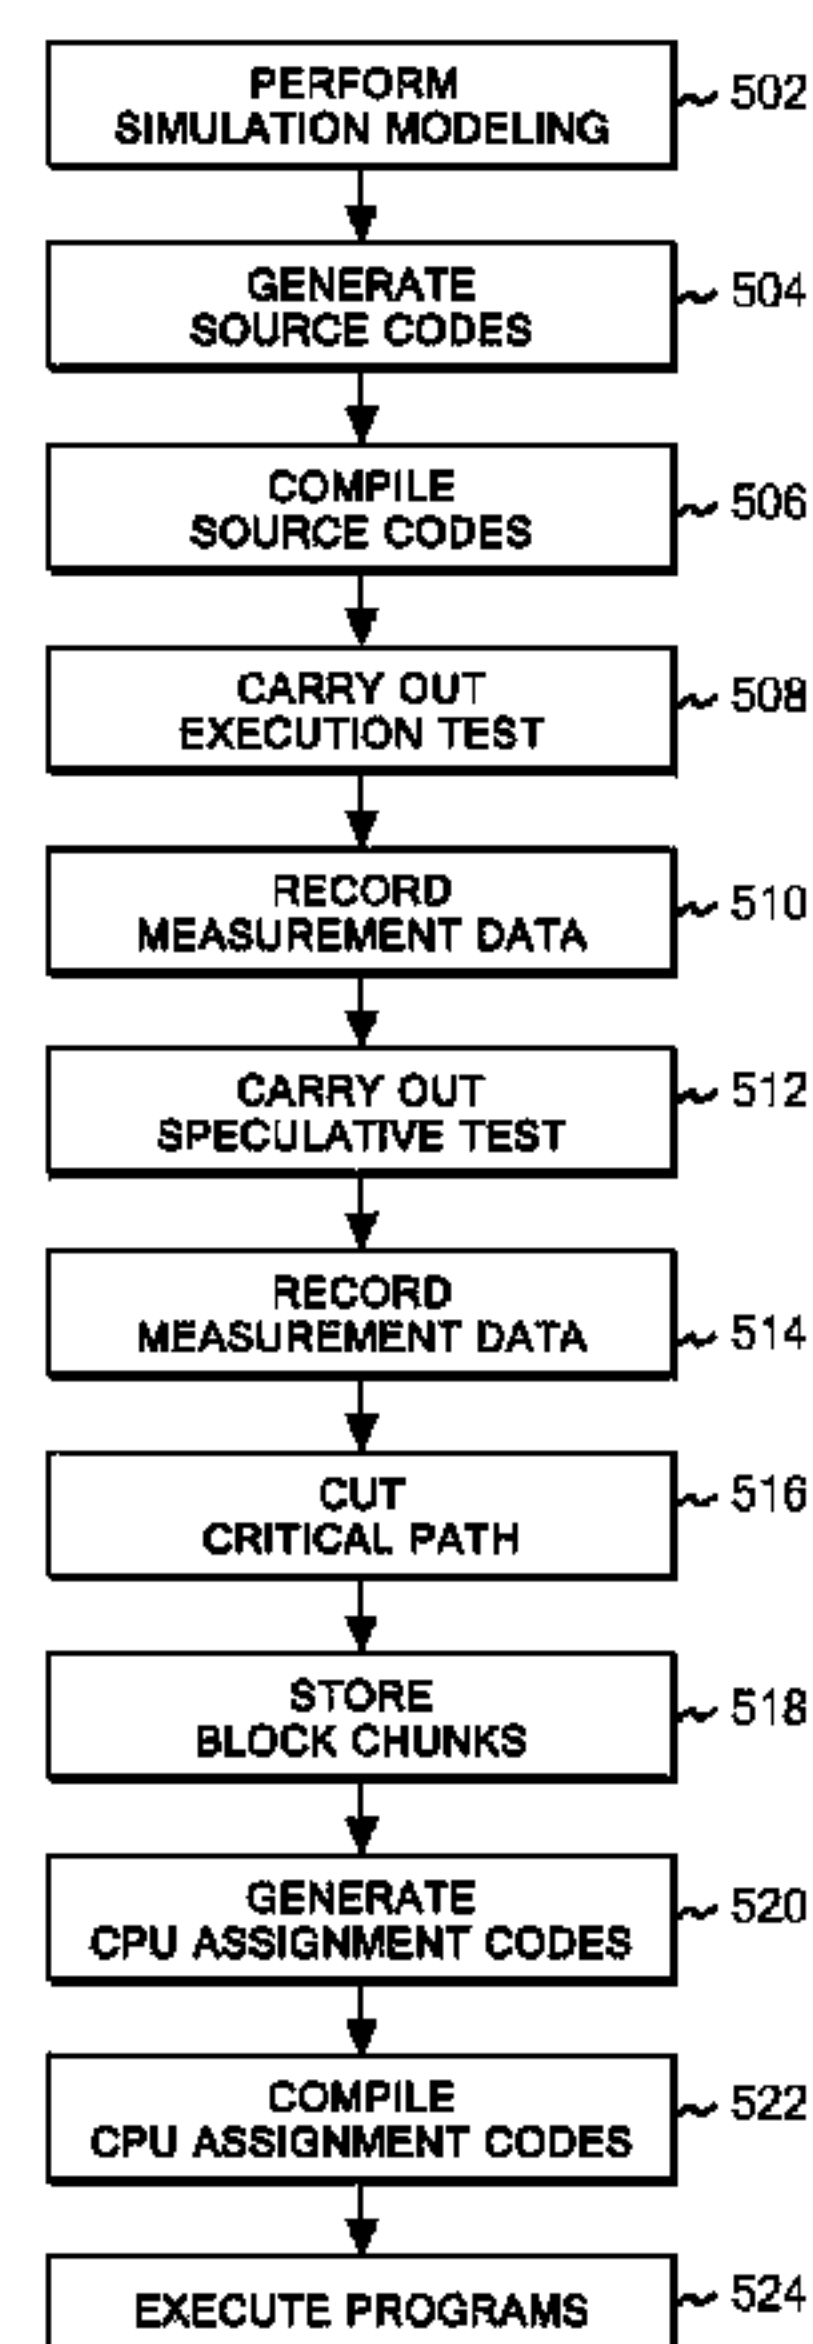 PERFORM
SIMULATION MODELING
502
GENERATE
SOURCE CODES
504
COMPILE
SOURCE CODES
506
CARRY OUT
EXECUTION TEST
508
RECORD
MEASUREMENT DATA
510
CARRY OUT
SPECULATIVE TEST
512
RECORD
MEASUREMENT DATA
514
CUT
CRITICAL PATH
516
STORE
BLOCK CHUNKS
518
GENERATE
CPU ASSIGNMENT CODES
520
COMPILE
CPU ASSIGNMENT CODES
522
EXECUTE PROGRAMS
524